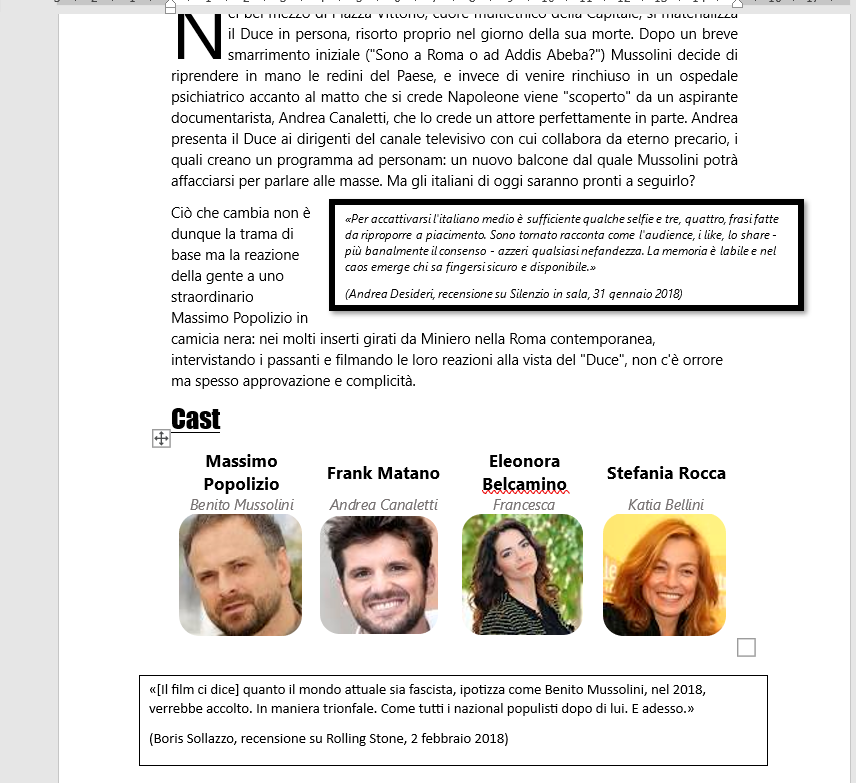 Nel bel mezzo di Piazza Vittorio, cuore multietnico della Capitale, si materializza
il Duce in persona, risorto proprio nel giorno della sua morte. Dopo un breve
smarrimento iniziale ("Sono a Roma o ad Addis Abeba?") Mussolini decide di
riprendere in mano le redini del Paese, e invece di venire rinchiuso in un ospedale
psichiatrico accanto al matto che si crede Napoleone viene "scoperto" da un aspirante
documentarista, Andrea Canaletti, che lo crede un attore perfettamente in parte. Andrea
presenta il Duce ai dirigenti del canale televisivo con cui collabora da eterno precario, i
quali creano un programma ad personam: un nuovo balcone dal quale Mussolini potrà
affacciarsi per parlare alle masse. Ma gli italiani di oggi saranno pronti a seguirlo?
Ciò che cambia non è
dunque la trama di
base ma la reazione
della gente a uno
straordinario
Massimo Popolizio in
camicia nera: nei molti inserti girati da Miniero nella Roma contemporanea,
intervistando i passanti e filmando le loro reazioni alla vista del "Duce", non c'è orrore
ma spesso approvazione e complicità.
«Per accattivarsi l'italiano medio è sufficiente qualche selfie e tre, quattro, frasi fatte
da riproporre a piacimento. Sono tornato racconta come l'audience, i like, lo share -
più banalmente il consenso - azzeri qualsiasi nefandezza. La memoria è labile e nel
caos emerge chi sa fingersi sicuro e disponibile.»
(Andrea Desideri, recensione su Silenzio in sala, 31 gennaio 2018)
Cast
Massimo
Popolizio
Benito Mussolini
Frank Matano
Andrea Canaletti
Eleonora
Belcamino
Francesca
Stefania Rocca
Katia Bellini
«[Il film ci dice] quanto il mondo attuale sia fascista, ipotizza come Benito Mussolini, nel 2018,
verrebbe accolto. In maniera trionfale. Come tutti i nazional populisti dopo di lui. E adesso.»
(Boris Sollazzo, recensione su Rolling Stone, 2 febbraio 2018)